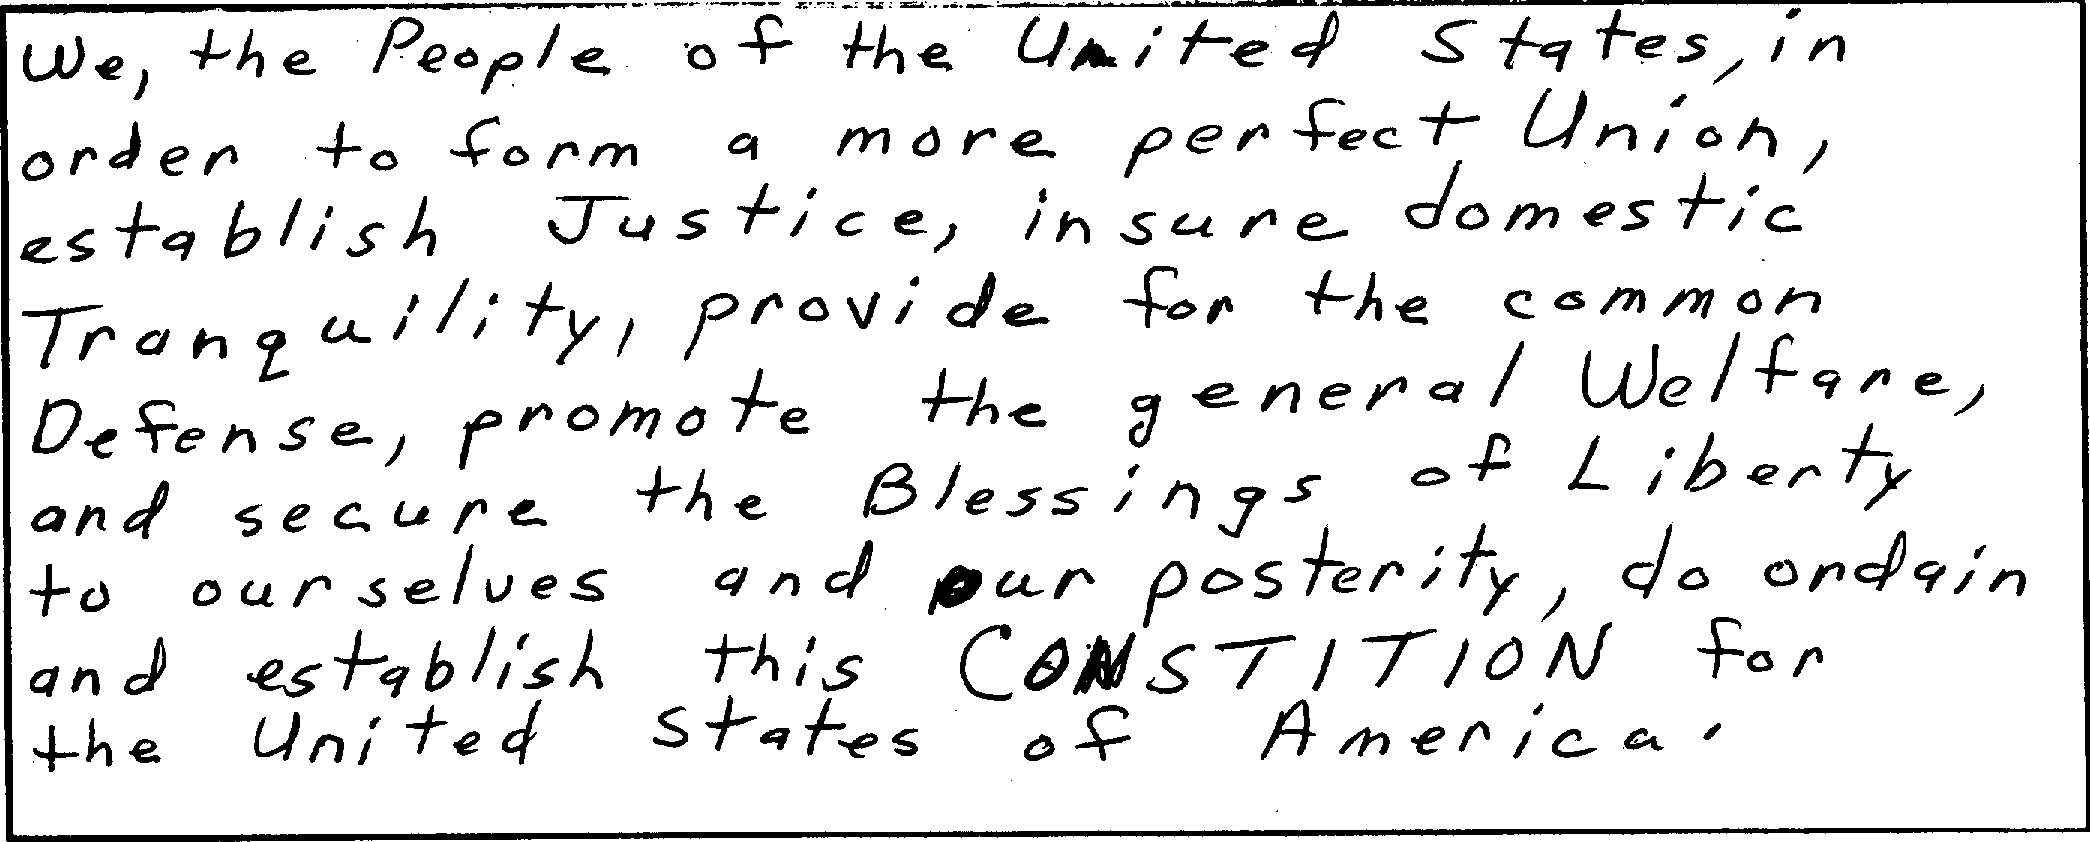 We, the People of the United States, in
order to form a more perfect Union,
establish Justice, insure domestic
Tranquility, provide for the common
Defense, promote the general Welfare,
and secure the Blessings of Liberty
to ourselves and our posterity, do ordain
and establish this CONSTITION for
the United States of America.